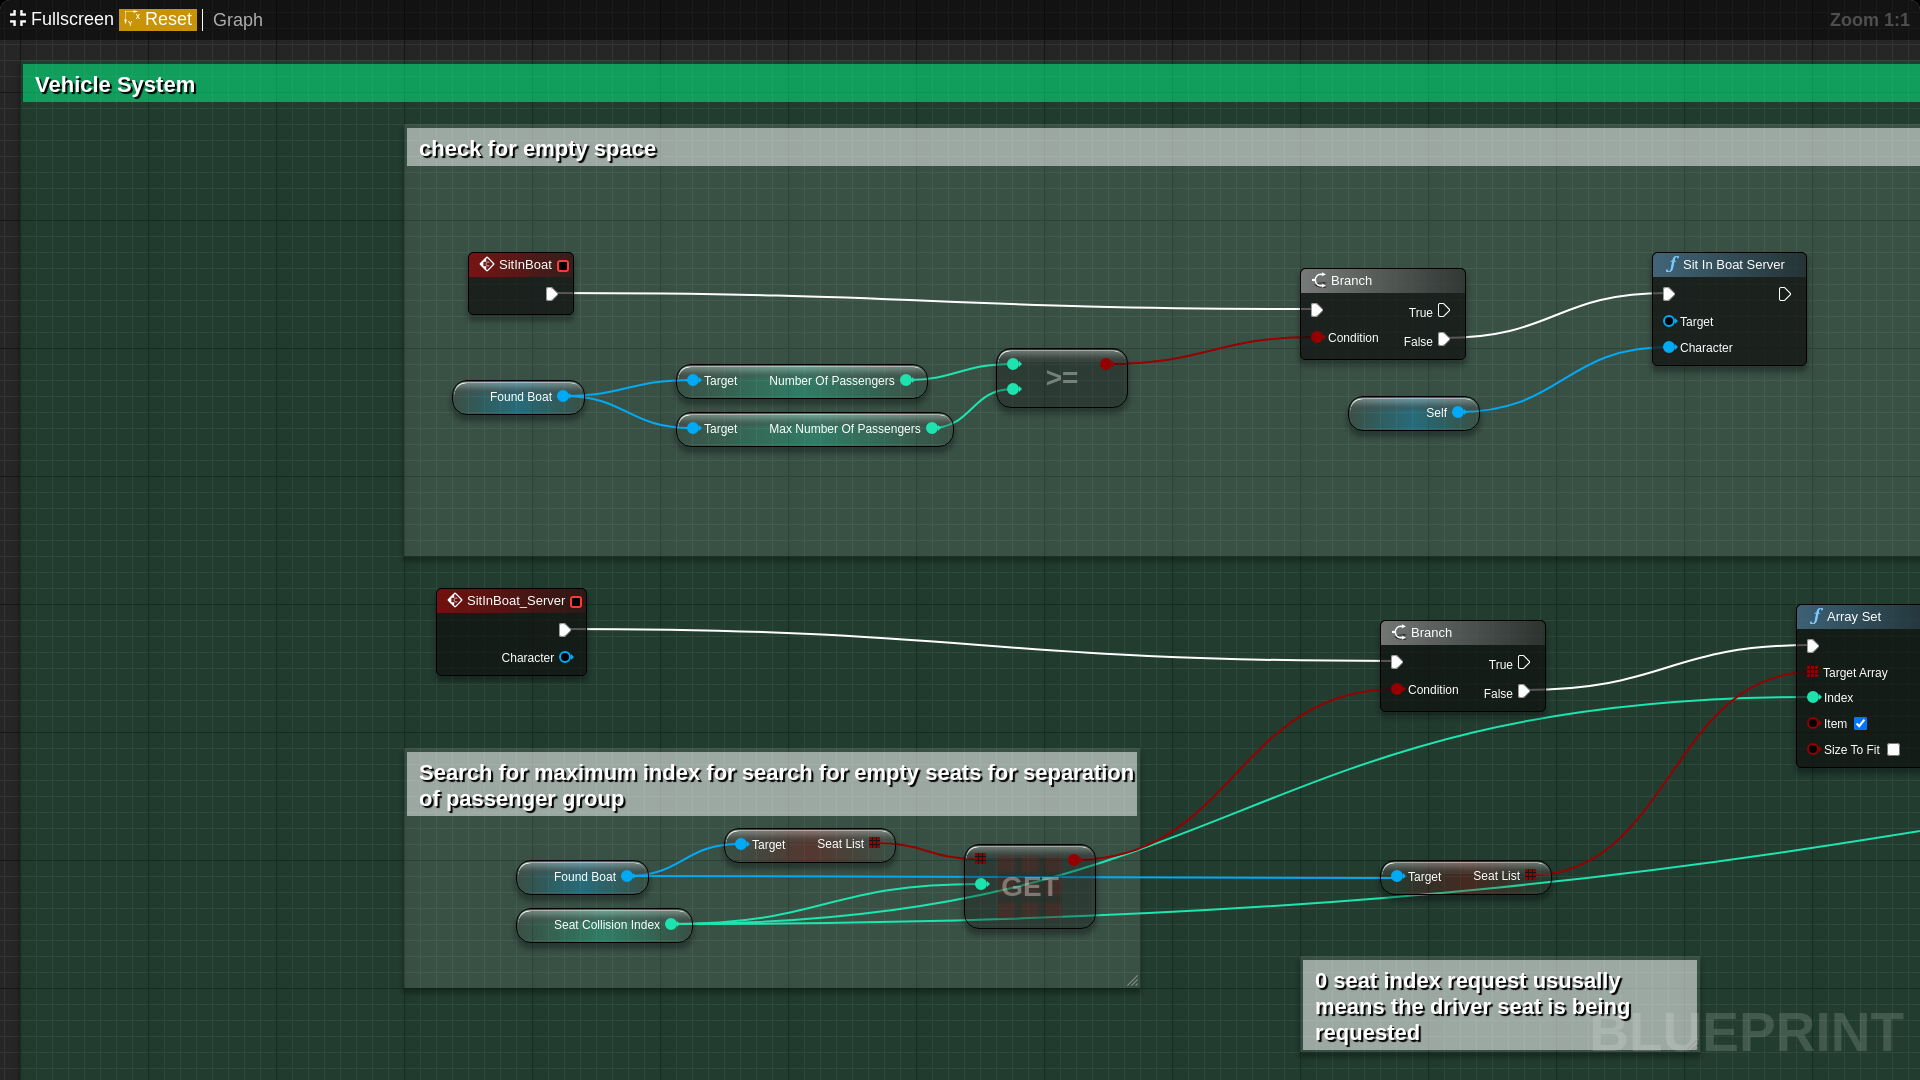 Fullscreen Reset Graph Zoom 1:1
Vehicle System
check for empty space
SitInBoat
Sit In Boat Server
Branch
True
Target
Condition False
Character
Target Number Of Passengers
>=
Found Boat
Self
Target Max Number Of Passengers
SitInBoat_Server
Array Set
Character
Branch
True
Target Array
Condition False
Index
Item
Size To Fit
Search for maximum index for search for empty seats for separation
of passenger group
Target Seat List
Found Boat
GET
Target Seat List
Seat Collision Index
0 seat index request ususally
means the driver seat is being
requested
BLUEPRINT